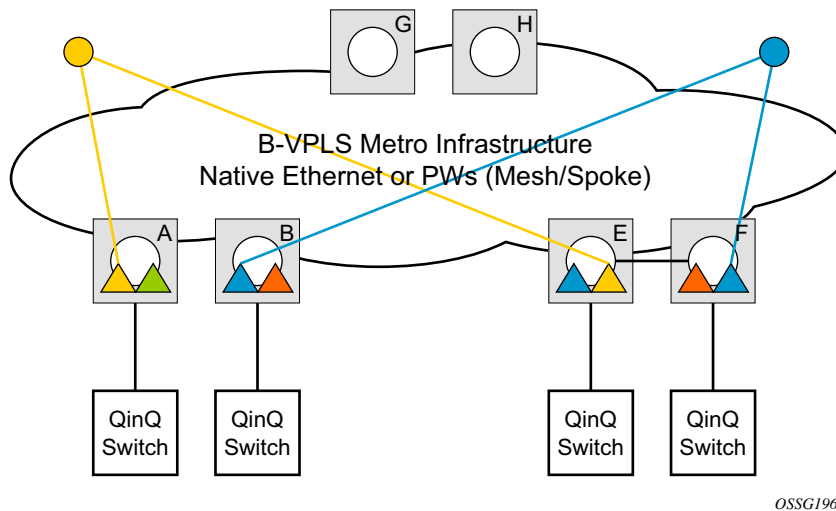 G
H
B-VPLS Metro Infrastructure
Native Ethernet or PWs (Mesh/Spoke)
A
B
E
F
QinQ
Switch
QinQ
Switch
QinQ
Switch
QinQ
Switch
OSSG196